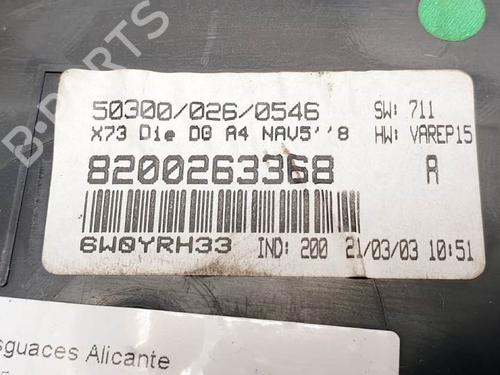 B-PARTS
50300/026/0546 SW: 711
X73 Die DG A4 NAV5''8 HW: VAREP15
8200263368 A
6W0YRH33 IND: 200 21/03/03 10:51
sguaces Alicante